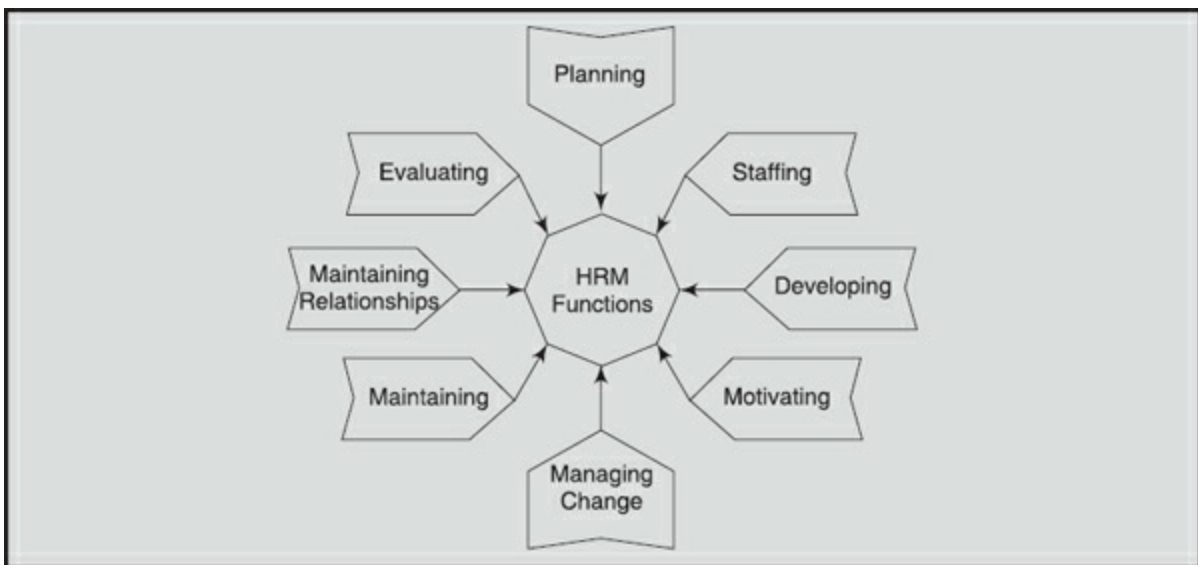 Planning
Evaluating
Staffing
Maintaining
Relationships
HRM
Functions
Developing
Maintaining
Motivating
Managing
Change